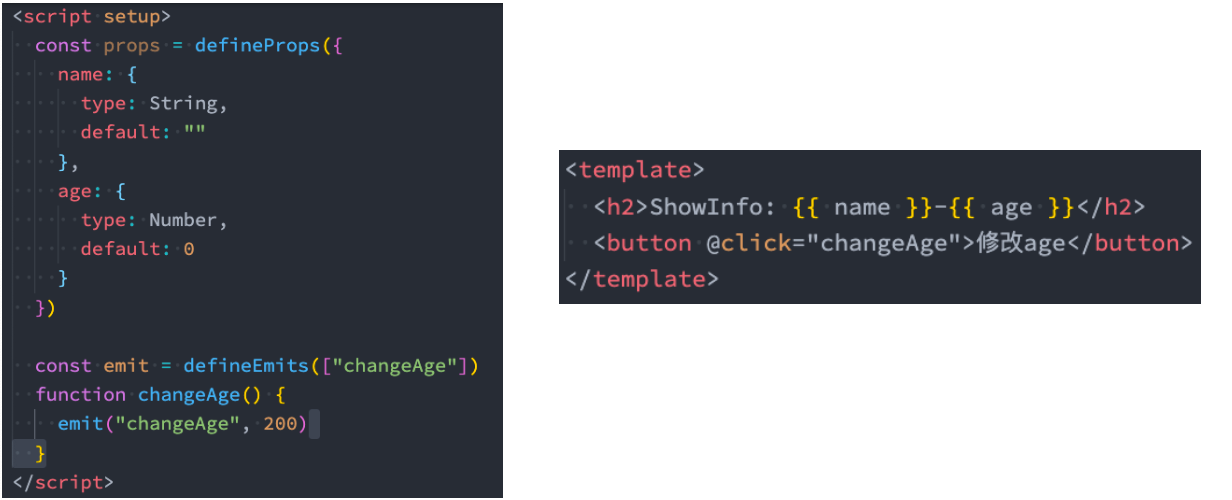 <script setup>
const props = defineProps({
name: {
type: String,
default: ""
},
age: {
type: Number,
default: 0
}
})
const emit = defineEmits(["changeAge"])
function changeAge() {
emit("changeAge", 200)
}
</script>
<template>
<h2>ShowInfo: {{ name }}-{{ age }}</h2>
<button @click="changeAge">修改age</button>
</template>